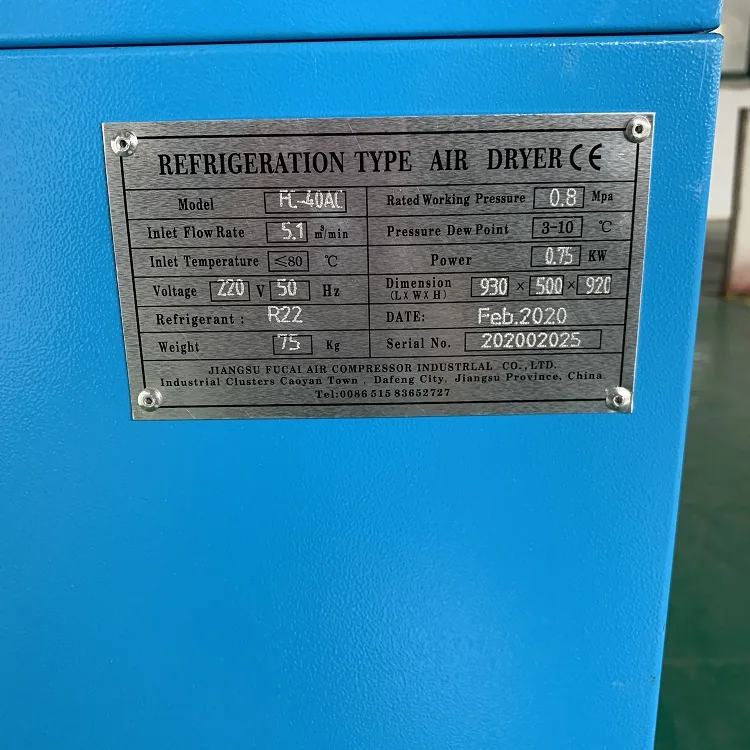 REFRIGERATION TYPE AIR DRYER CE
Model FC-40AC Rated Working Pressure 0.8 Mpa
Inlet Flow Rate 5.1 m³/min Pressure Dew Point 3-10 ℃
Inlet Temperature ≤80 ℃ Power 0.75 KW
Voltage 220 V 50 Hz Dimension (LXWXH) 930 × 500 × 920
Refrigerant : R22 DATE: Feb.2020
Weight 75 Kg Serial No. 202002025
JIANGSU FUCAI AIR COMPRESSOR INDUSTRLAL CO.,LTD.
Industrial Clusters Caoyan Town , Dafeng City, Jiangsu Province, China.
Tel:0086 515 83652727